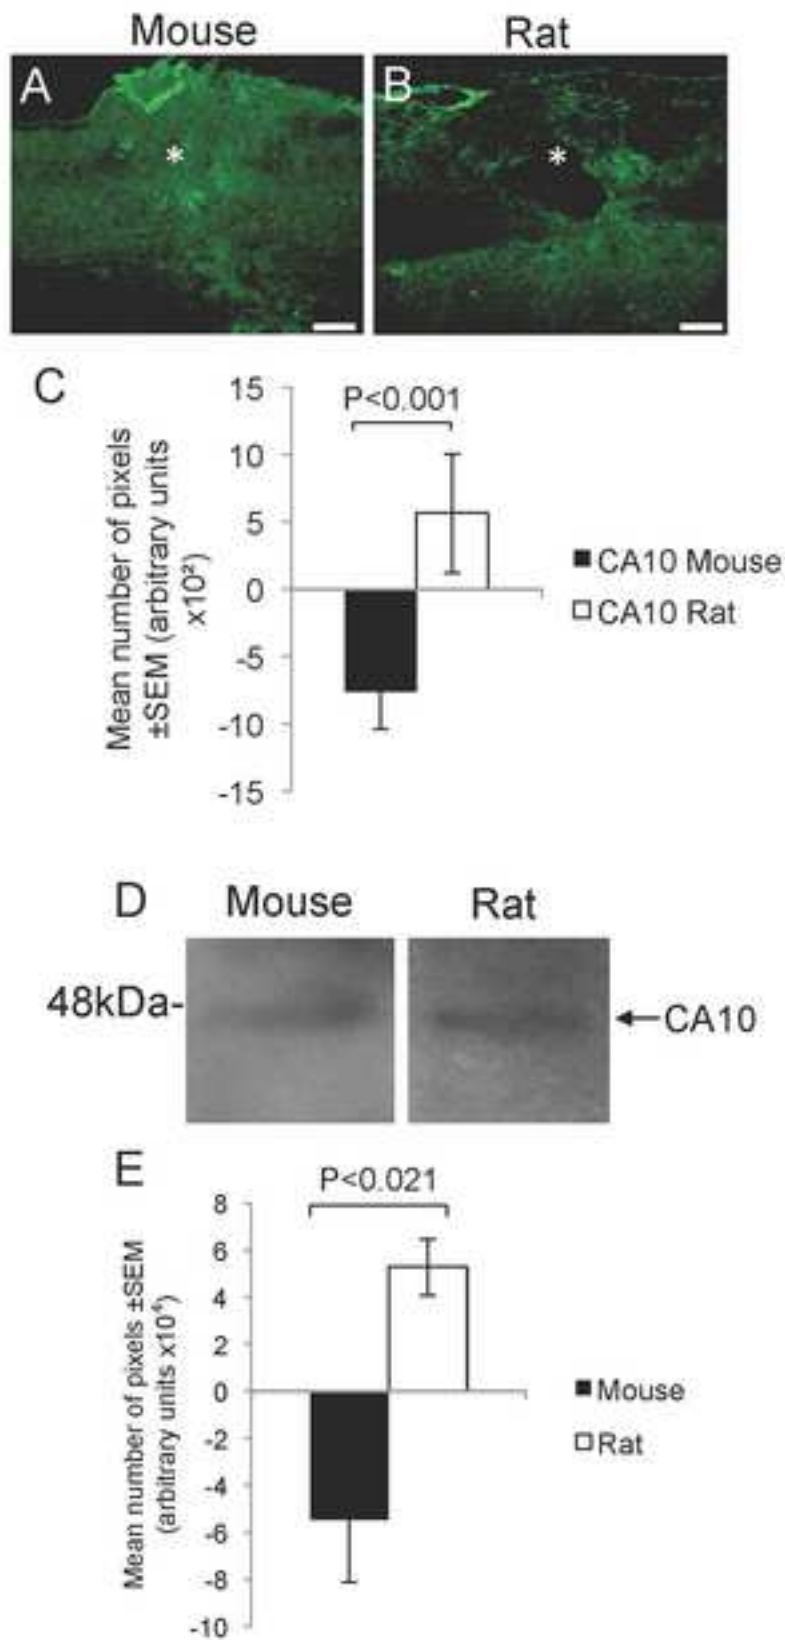 Mouse Rat
A B
* *
C
15
P<0.001
10
5
0
-5
-10
-15
Mean number of pixels
±SEM (arbitrary units
x10²)
CA10 Mouse
CA10 Rat
D Mouse Rat
48kDa-
CA10
E
P<0.021
8
6
4
2
0
-2
-4
-6
-8
-10
Mean number of pixels ±SEM
(arbitrary units x10⁴)
Mouse
Rat